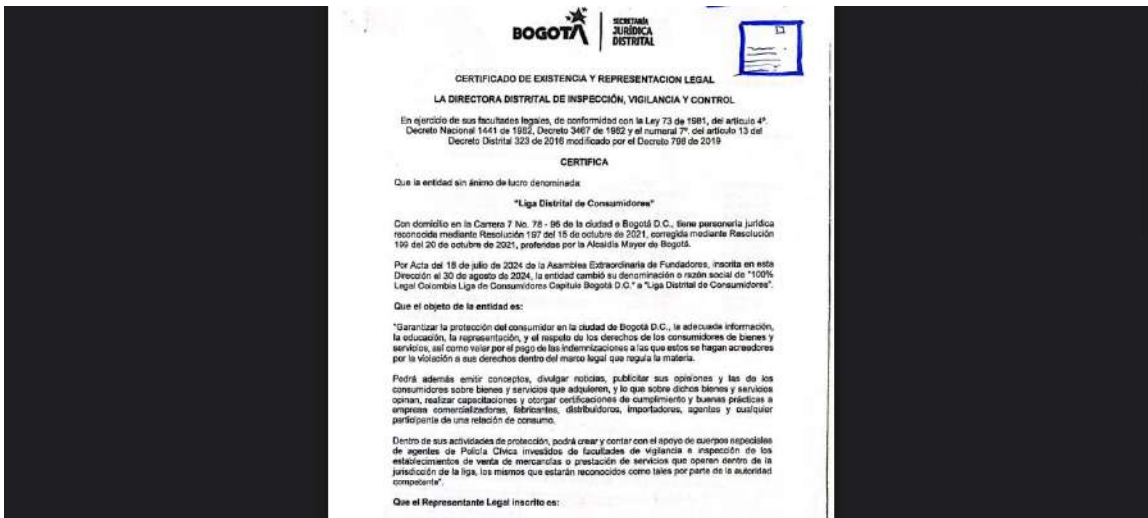 BOGOTÁ
SECRETARÍA
JURÍDICA
DISTRITAL
CERTIFICADO DE EXISTENCIA Y REPRESENTACION LEGAL
LA DIRECTORA DISTRITAL DE INSPECCIÓN, VIGILANCIA Y CONTROL
En ejercicio de sus facultades legales, de conformidad con la Ley 73 de 1981, del artículo 4º.
Decreto Nacional 1441 de 1982, Decreto 3467 de 1982 y el numeral 7º. del artículo 13 del
Decreto Distrital 323 de 2016 modificado por el Decreto 798 de 2019
CERTIFICA
Que la entidad sin ánimo de lucro denominada:
"Liga Distrital de Consumidores"
Con domicilio en la Carrera 7 No. 78 - 96 de la ciudad e Bogotá D.C., tiene personería jurídica
reconocida mediante Resolución 197 del 15 de octubre de 2021, corregida mediante Resolución
199 del 20 de octubre de 2021, proferidas por la Alcaldía Mayor de Bogotá.
Por Acta del 18 de julio de 2024 de la Asamblea Extraordinaria de Fundadores, inscrita en esta
Dirección el 30 de agosto de 2024, la entidad cambió su denominación o razón social de "100%
Legal Colombia Liga de Consumidores Capítulo Bogotá D.C." a "Liga Distrital de Consumidores".
Que el objeto de la entidad es:
"Garantizar la protección del consumidor en la ciudad de Bogotá D.C., la adecuada información,
la educación, la representación, y el respeto de los derechos de los consumidores de bienes y
servicios, así como velar por el pago de las indemnizaciones a las que estos se hagan acreedores
por la violación a sus derechos dentro del marco legal que regula la materia.
Podrá además emitir conceptos, divulgar noticias, publicitar sus opiniones y las de los
consumidores sobre bienes y servicios que adquieren, y lo que sobre dichos bienes y servicios
opinan, realizar capacitaciones y otorgar certificaciones de cumplimiento y buenas prácticas a
empresa comercializadoras, fabricantes, distribuidores, importadores, agentes y cualquier
participante de una relación de consumo.
Dentro de sus actividades de protección, podrá crear y contar con el apoyo de cuerpos especiales
de agentes de Policía Cívica investidos de facultades de vigilancia e inspección de los
establecimientos de venta de mercancías o prestación de servicios que operen dentro de la
jurisdicción de la liga, los mismos que estarán reconocidos como tales por parte de la autoridad
competente".
Que el Representante Legal inscrito es: